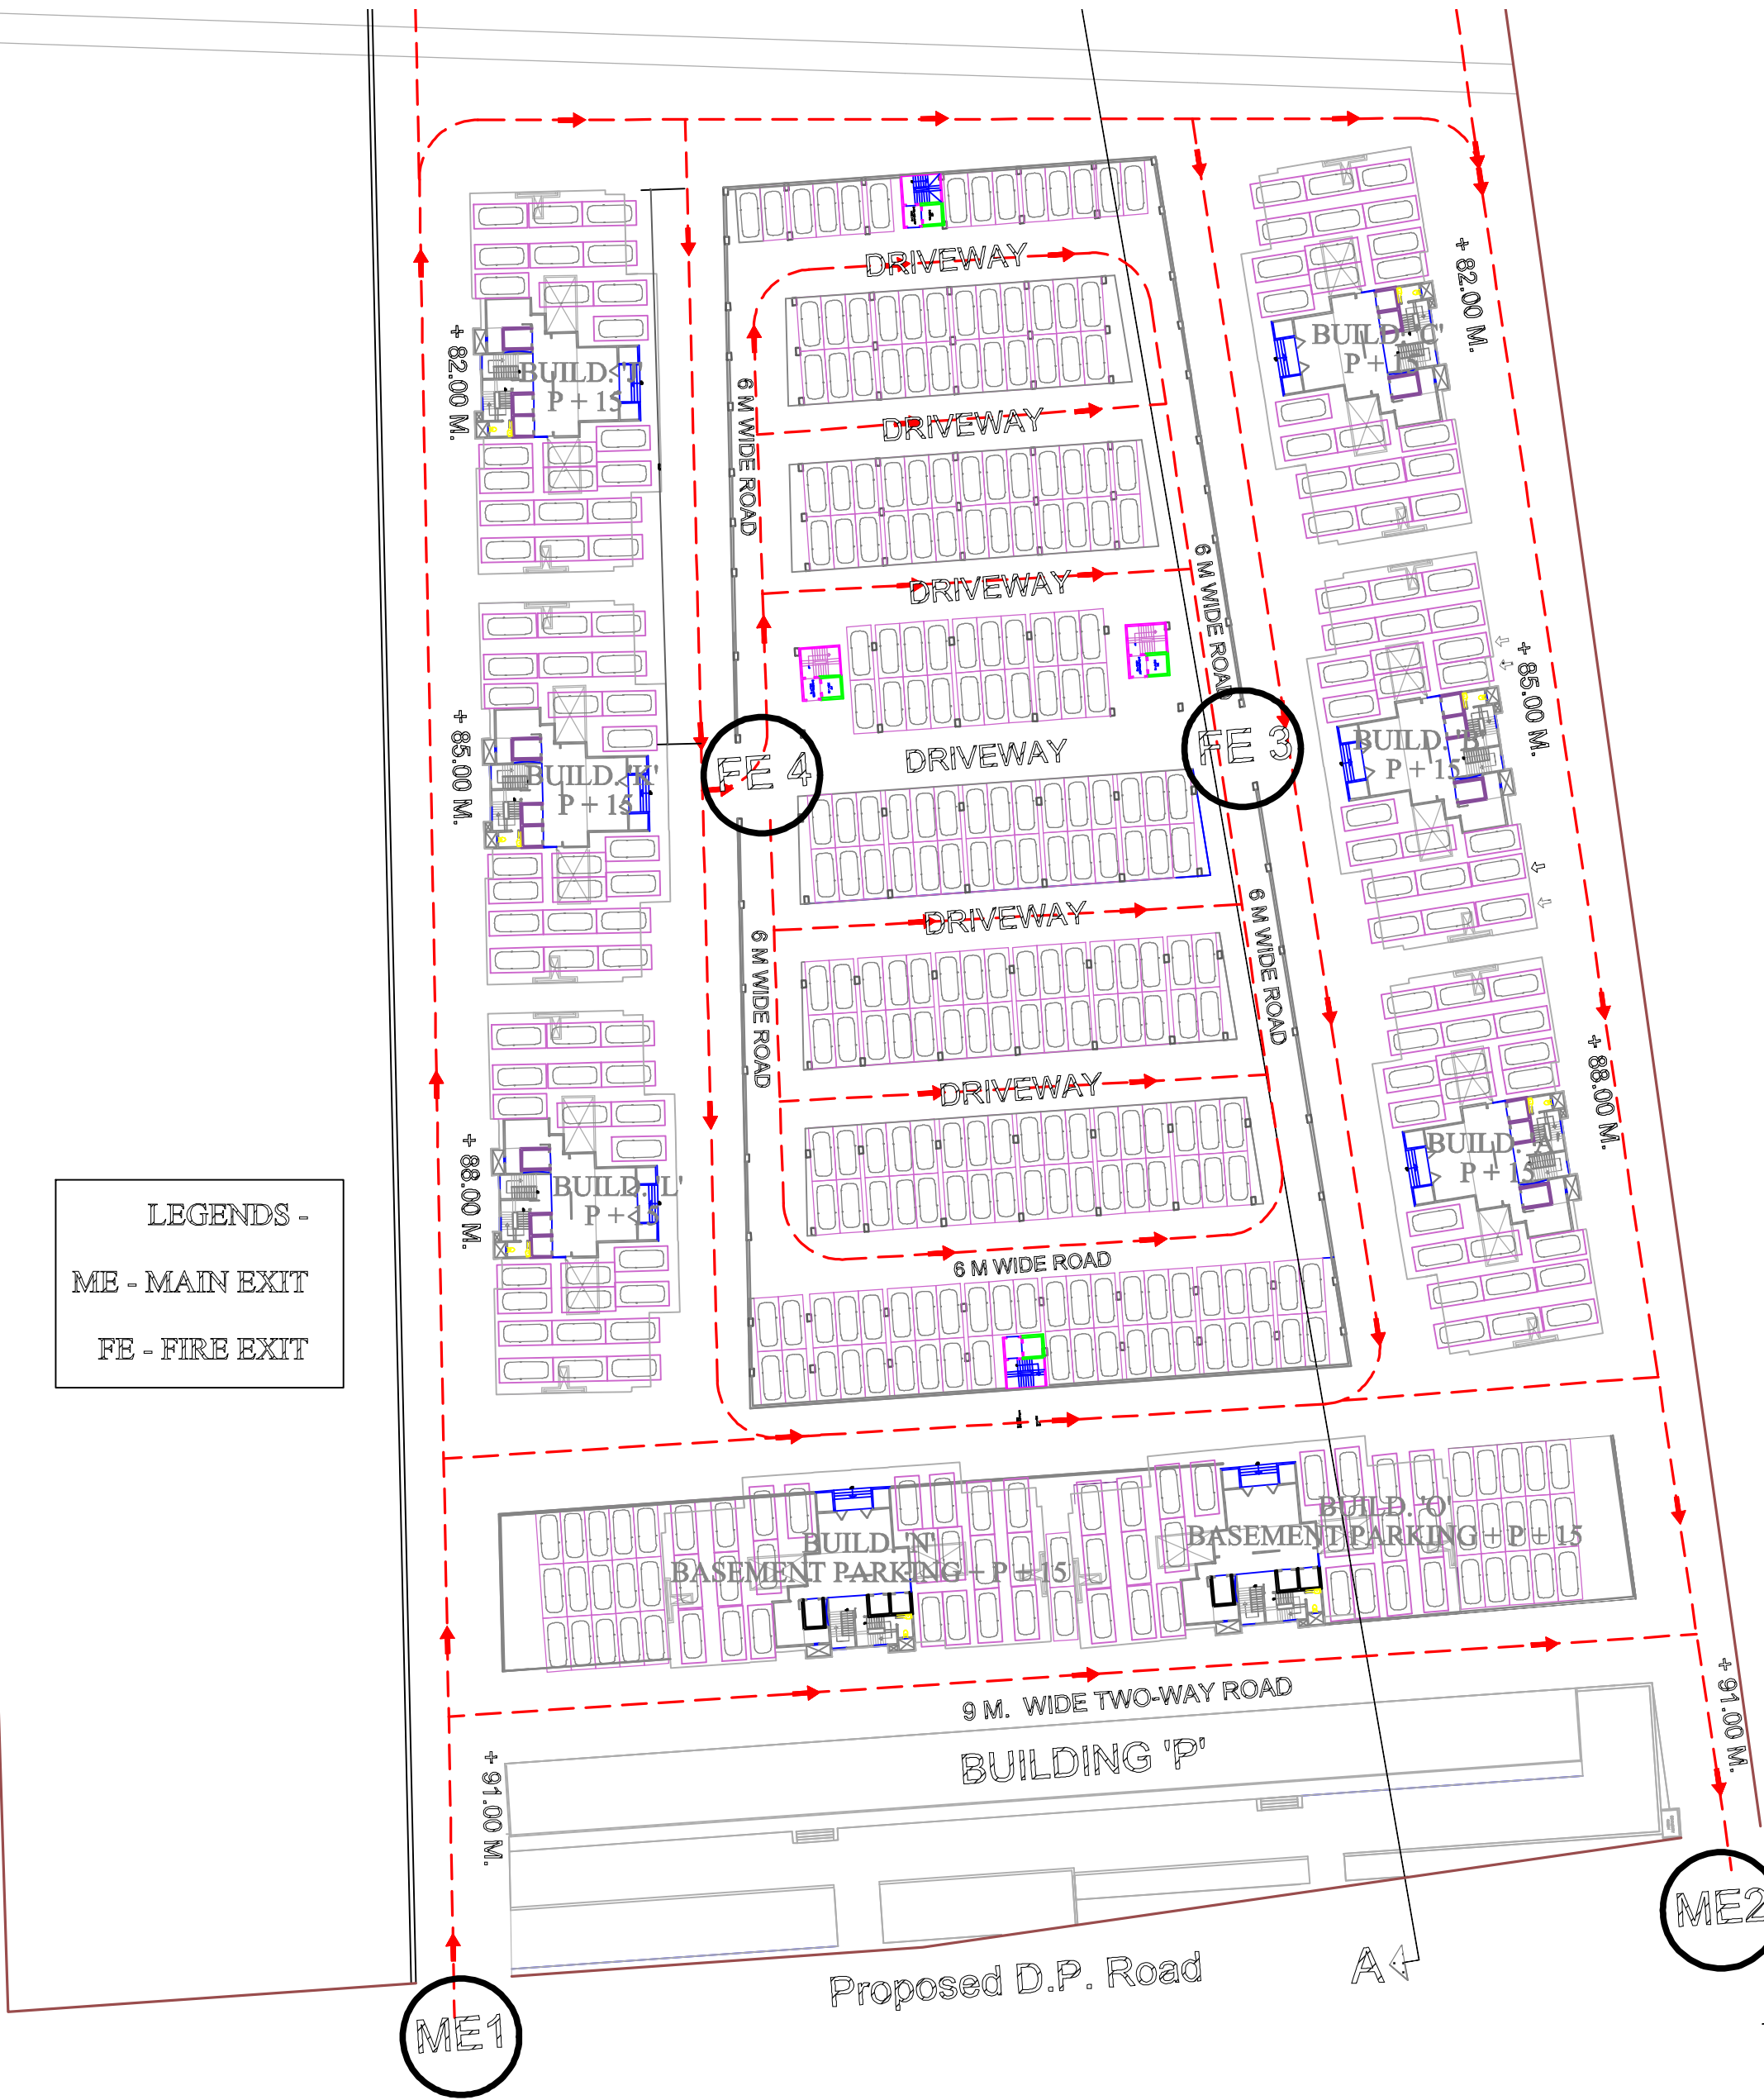 DRIVEWAY
+ 82.00 M.
+ 82.00 M.
BUILD. 'C'
P + 15
BUILD.
P + 15
6 M WIDE ROAD
DRIVEWAY
DRIVEWAY
6 M WIDE ROAD
+ 85.00 M.
+ 85.00 M.
FE 4
DRIVEWAY
FE 3
BUILD. 'B'
P + 15
BUILD. 'K'
P + 15
DRIVEWAY
6 M WIDE ROAD
6 M WIDE ROAD
DRIVEWAY
+ 88.00 M.
+ 88.00 M.
BUILD. 'A'
P + 15
BUILD. 'L'
P + 15
LEGENDS -
ME - MAIN EXIT
FE - FIRE EXIT
6 M WIDE ROAD
BUILD. 'N'
BASEMENT PARKING + P + 15
BUILD. 'O'
BASEMENT PARKING + P + 15
9 M. WIDE TWO-WAY ROAD
+ 91.00 M.
+ 91.00 M.
BUILDING 'P'
ME2
Proposed D.P. Road
A
ME1